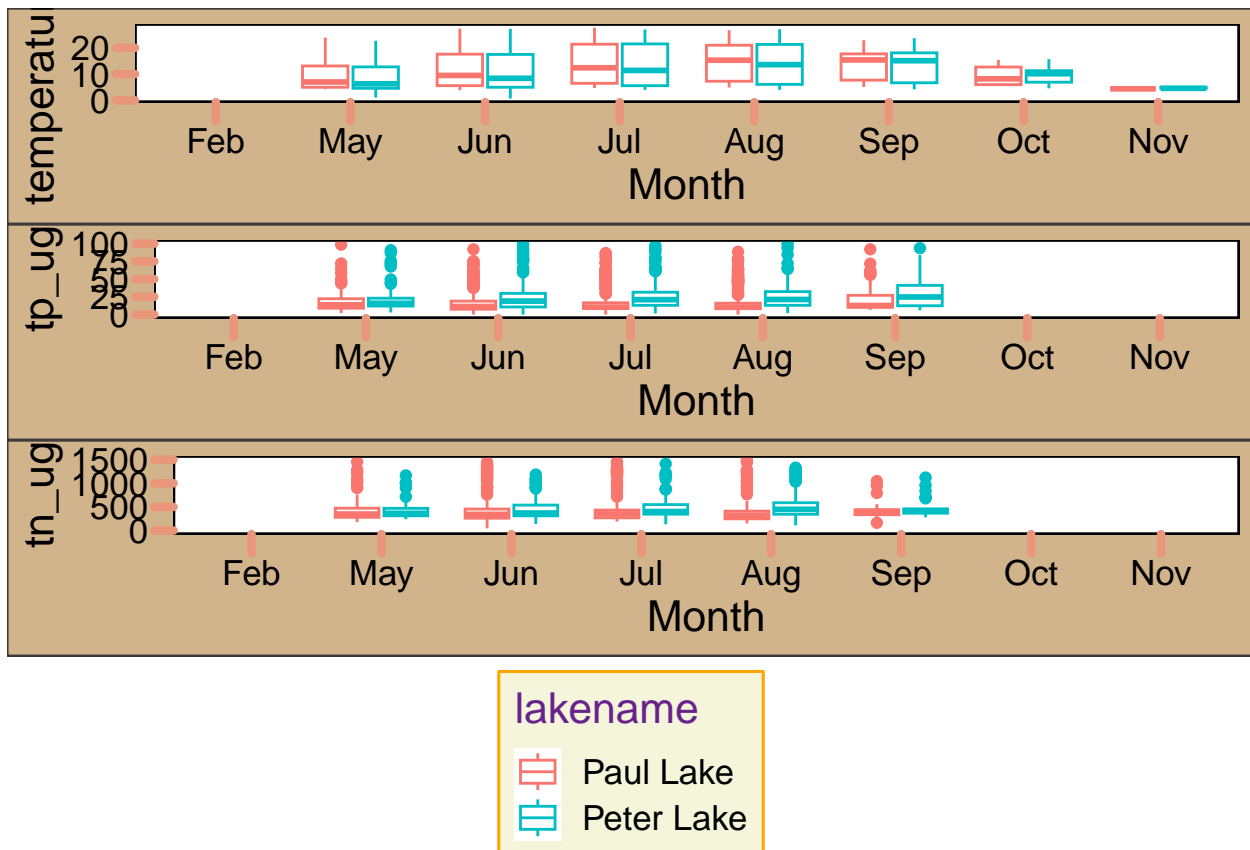 temperatu
20
10
0
Feb May Jun Jul Aug Sep Oct Nov
Month
tp_ug
100
75
50
25
0
Feb May Jun Jul Aug Sep Oct Nov
Month
tn_ug
1500
1000
500
0
Feb May Jun Jul Aug Sep Oct Nov
Month
lakename
Paul Lake
Peter Lake